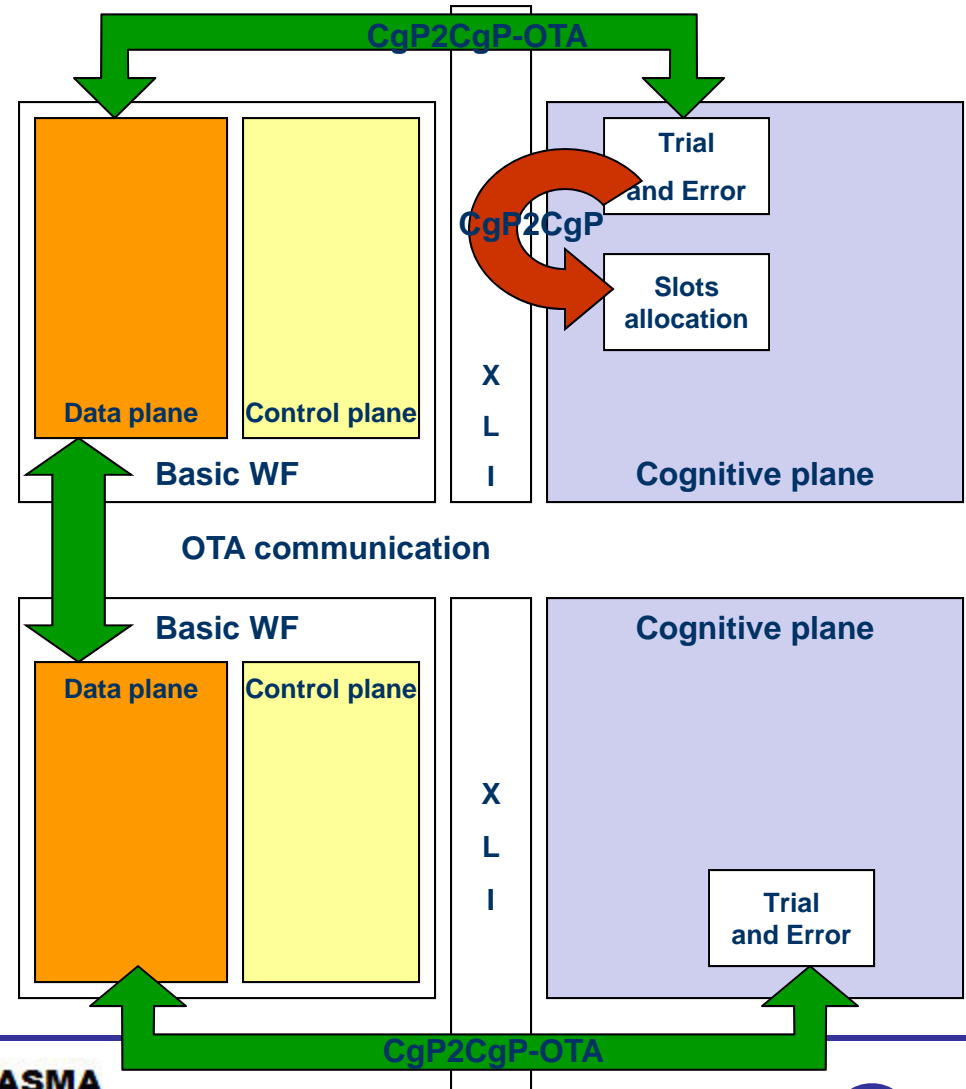 CgP2CgP-OTA
Trial
and Error
CgP2CgP
Slots
allocation
X
L
I
Data plane
Control plane
Basic WF
Cognitive plane
OTA communication
Basic WF
Cognitive plane
Data plane
Control plane
X
L
I
Trial
and Error
CgP2CgP-OTA
ASMA